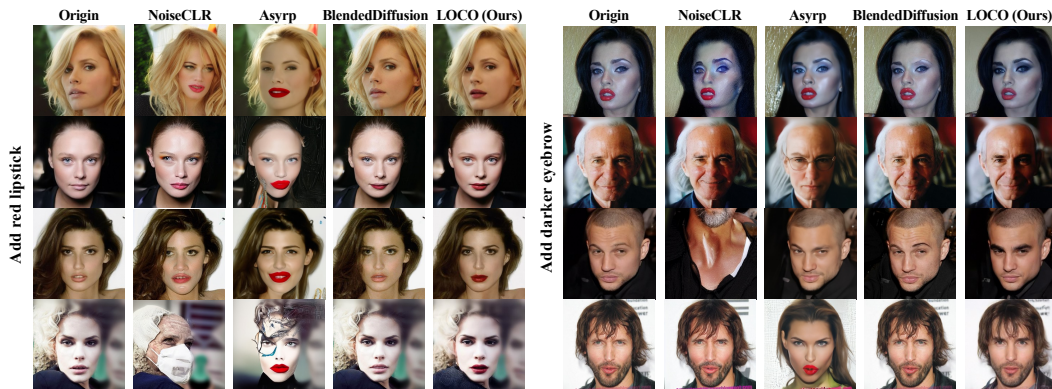 Origin NoiseCLR Asyrp BlendedDiffusion LOCO (Ours)
Add red lipstick
Origin NoiseCLR Asyrp BlendedDiffusion LOCO (Ours)
Add darker eyebrow